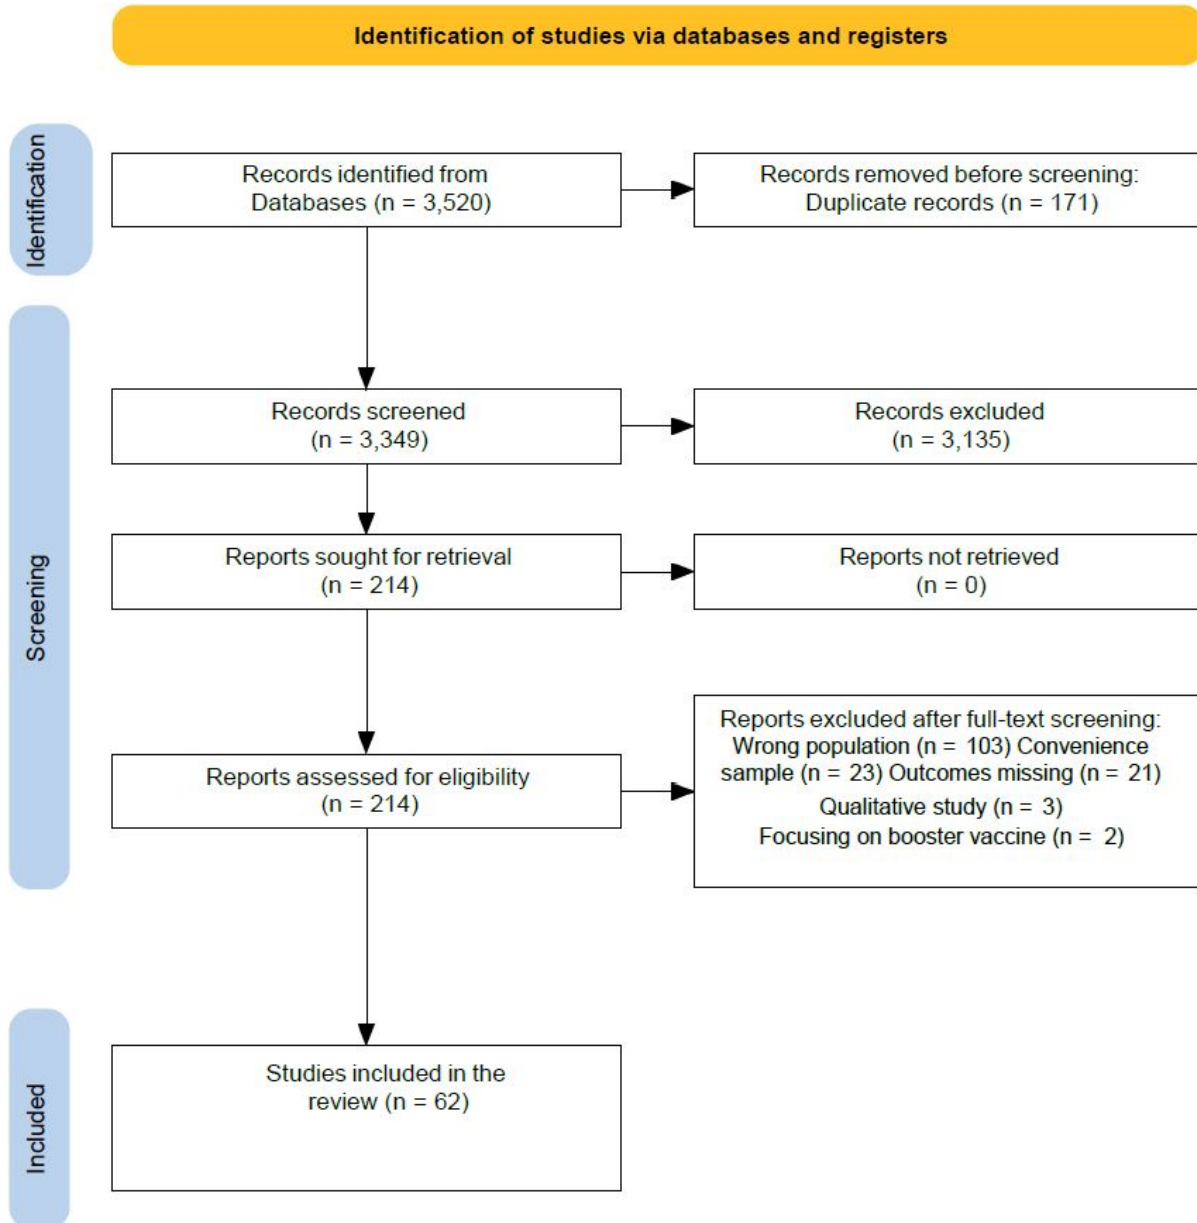 Identification of studies via databases and registers
Identification
Records identified from
Databases (n = 3,520)
Records removed before screening:
Duplicate records (n = 171)
Screening
Records screened
(n = 3,349)
Records excluded
(n = 3,135)
Reports sought for retrieval
(n = 214)
Reports not retrieved
(n = 0)
Reports assessed for eligibility
(n = 214)
Reports excluded after full-text screening:
Wrong population (n = 103) Convenience
sample (n = 23) Outcomes missing (n = 21)
Qualitative study (n = 3)
Focusing on booster vaccine (n = 2)
Included
Studies included in the
review (n = 62)